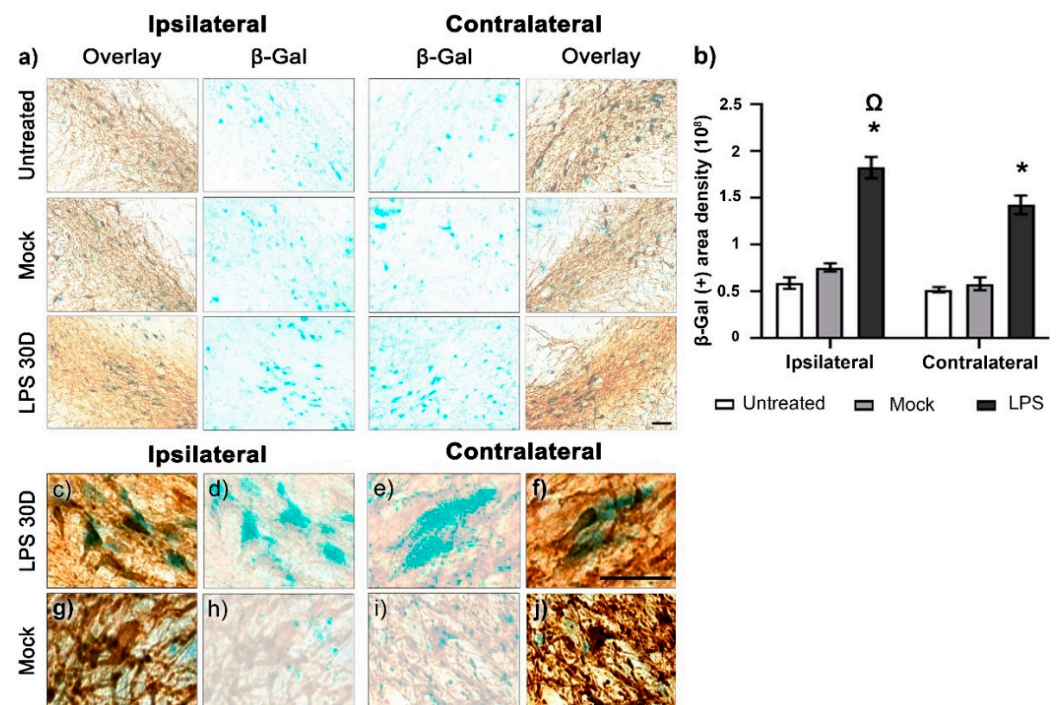 Ipsilateral Contralateral
a) Overlay β-Gal β-Gal Overlay
Untreated
Mock
LPS 30D
b)
β-Gal (+) area density (10⁸)
2.5
2
1.5
1
0.5
0
Ω
*
*
Ipsilateral Contralateral
Untreated Mock LPS
Ipsilateral Contralateral
LPS 30D
c) d) e) f)
Mock
g) h) i) j)